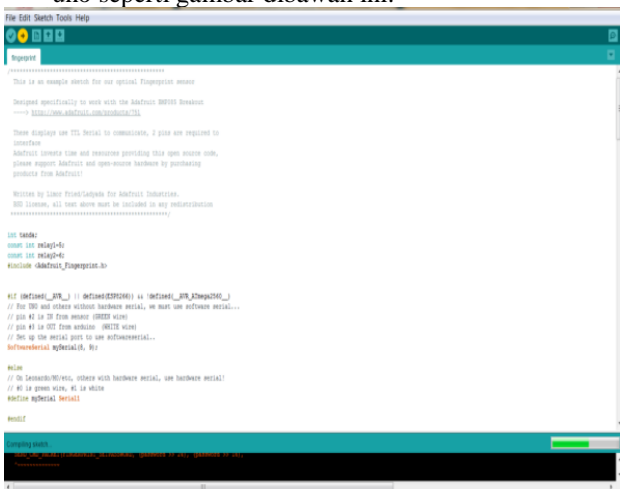 uno seperti gambar dibawah ini.
File Edit Sketch Tools Help
fingerprint
/***************************************************
This is an example sketch for our optical Fingerprint sensor
Designed specifically to work with the Adafruit BMP085 Breakout
----> http://www.adafruit.com/products/751
These displays use TTL Serial to communicate, 2 pins are required to
interface
Adafruit invests time and resources providing this open source code,
please support Adafruit and open-source hardware by purchasing
products from Adafruit!
Written by Limor Fried/Ladyada for Adafruit Industries.
BSD license, all text above must be included in any redistribution
****************************************************/
int tanda;
const int
const int
#include <Adafruit_Fingerprint.h>
#if (defined(__AVR__) || defined(ESP8266)) && !defined(__AVR_ATmega2560__)
// For UNO and others without hardware serial, we must use software serial...
// pin #2 is IN from sensor (GREEN wire)
// pin #3 is OUT from arduino (WHITE wire)
// Set up the serial port to use softwareserial..
SoftwareSerial
#else
// On Leonardo/M0/etc, others with hardware serial, use hardware serial!
// #0 is green wire, #1 is white
#define mySerial Serial1
#endif
Compiling sketch...